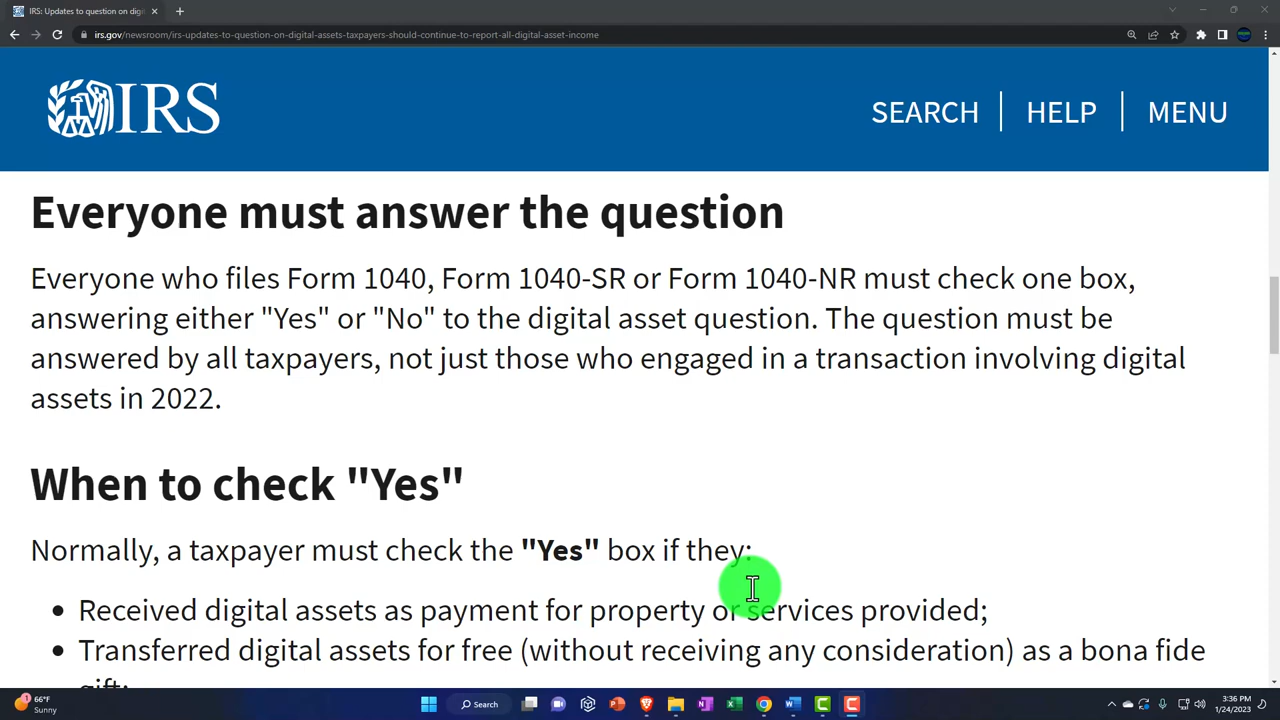 IRS: Updates to question on digi
irs.gov/newsroom/irs-updates-to-question-on-digital-assets-taxpayers-should-continue-to-report-all-digital-asset-income
IRS
SEARCH HELP MENU
Everyone must answer the question
Everyone who files Form 1040, Form 1040-SR or Form 1040-NR must check one box,
answering either "Yes" or "No" to the digital asset question. The question must be
answered by all taxpayers, not just those who engaged in a transaction involving digital
assets in 2022.
When to check "Yes"
Normally, a taxpayer must check the "Yes" box if they:
• Received digital assets as payment for property or services provided;
• Transferred digital assets for free (without receiving any consideration) as a bona fide
gift;
1
66°F
Sunny
Search
3:36 PM
1/24/2023